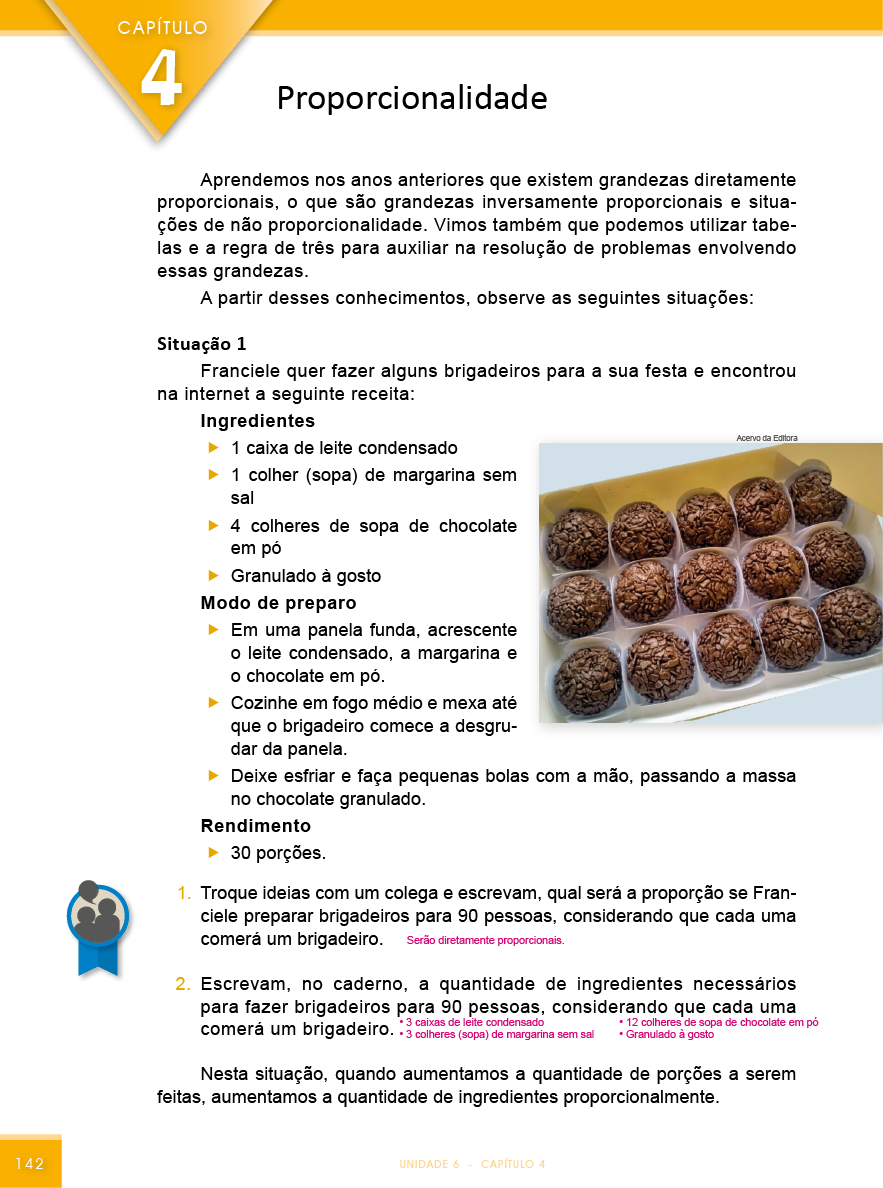 CAPÍTULO
4
Proporcionalidade
Aprendemos nos anos anteriores que existem grandezas diretamente
proporcionais, o que são grandezas inversamente proporcionais e situa-
ções de não proporcionalidade. Vimos também que podemos utilizar tabe-
las e a regra de três para auxiliar na resolução de problemas envolvendo
essas grandezas.
A partir desses conhecimentos, observe as seguintes situações:
Situação 1
Franciele quer fazer alguns brigadeiros para a sua festa e encontrou
na internet a seguinte receita:
Ingredientes
1 caixa de leite condensado
1 colher (sopa) de margarina sem
sal
4 colheres de sopa de chocolate
em pó
Granulado à gosto
Modo de preparo
Em uma panela funda, acrescente
o leite condensado, a margarina e
o chocolate em pó.
Cozinhe em fogo médio e mexa até
que o brigadeiro comece a desgru-
dar da panela.
Acervo da Editora
Deixe esfriar e faça pequenas bolas com a mão, passando a massa
no chocolate granulado.
Rendimento
30 porções.
1. Troque ideias com um colega e escrevam, qual será a proporção se Fran-
ciele preparar brigadeiros para 90 pessoas, considerando que cada uma
comerá um brigadeiro. Serão diretamente proporcionais.
2. Escrevam, no caderno, a quantidade de ingredientes necessários
para fazer brigadeiros para 90 pessoas, considerando que cada uma
comerá um brigadeiro.
• 3 caixas de leite condensado
• 3 colheres (sopa) de margarina sem sal
• 12 colheres de sopa de chocolate em pó
• Granulado à gosto
Nesta situação, quando aumentamos a quantidade de porções a serem
feitas, aumentamos a quantidade de ingredientes proporcionalmente.
142
UNIDADE 6 - CAPÍTULO 4